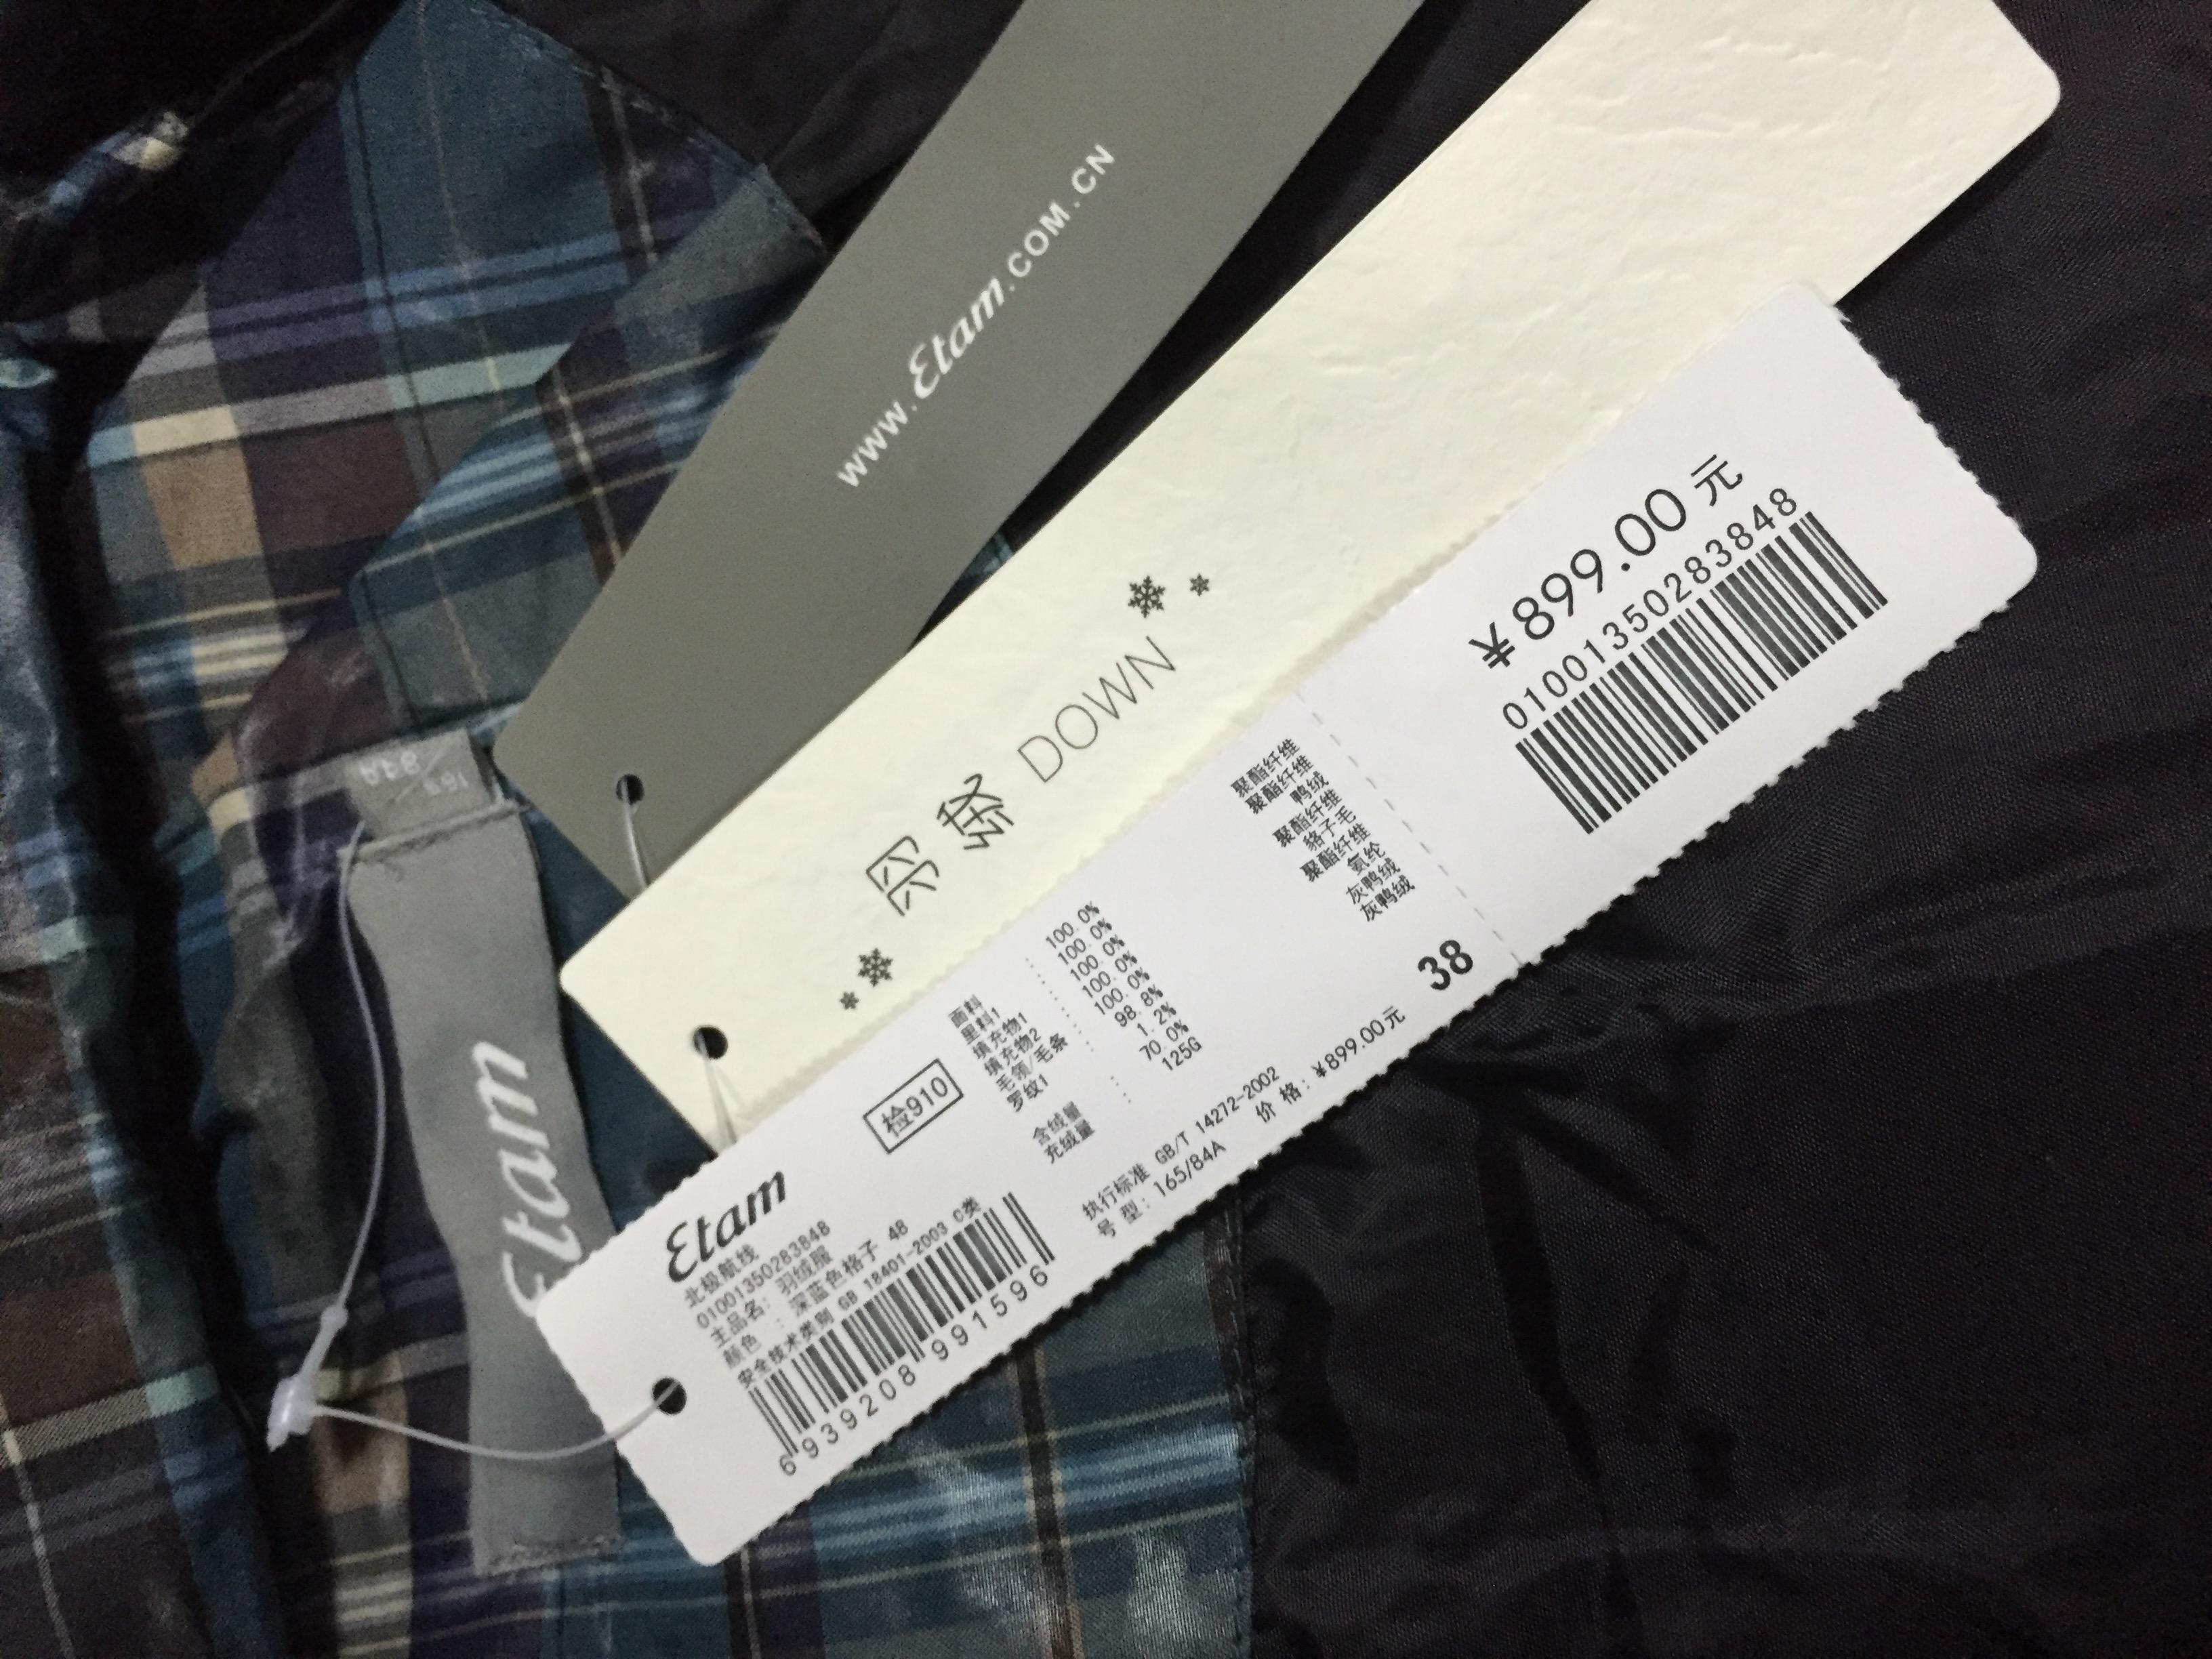 www.Etam.COM.CN
羽绒 DOWN
¥899.00元
01001350283848
Etam
北极航线
01001350283848
主品名: 羽绒服
颜色 : 深蓝色格子 48
安全技术类别 GB 18401-2003 C类
6 939208 991596
检910
面料 100.0% 聚酯纤维
里料1 100.0% 聚酯纤维
填充物1 100.0% 鸭绒
填充物2 100.0% 聚酯纤维
毛领/毛条 100.0% 貉子毛
罗纹1 98.8% 聚酯纤维
1.2% 氨纶
含绒量 70.0% 灰鸭绒
充绒量 125G 灰鸭绒
执行标准 GB/T 14272-2002
号 型: 165/84A 价 格: ¥899.00元
38
Etam
165
84A